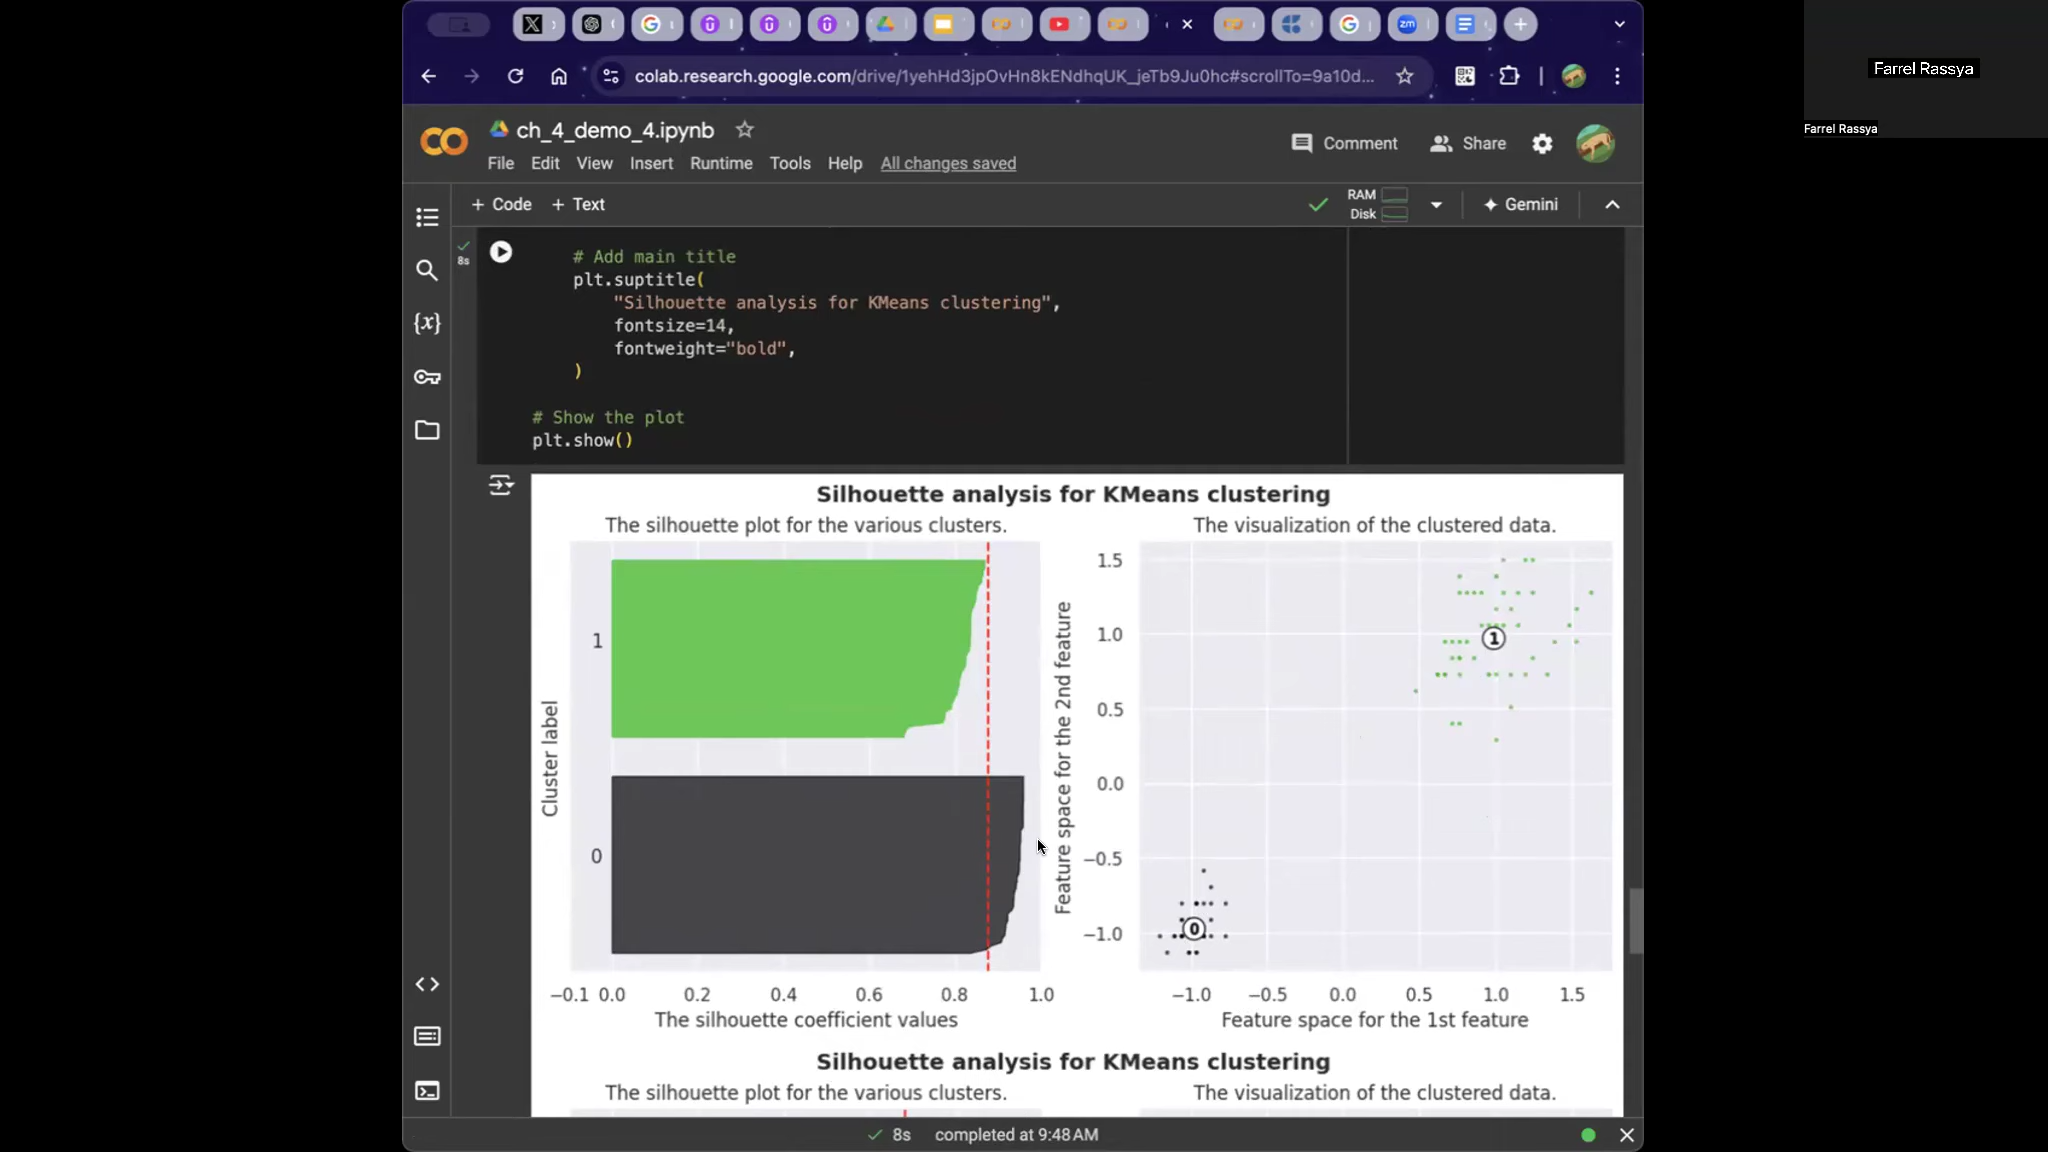 colab.research.google.com/drive/1yehHd3jpOvHn8kENdhqUK_jeTb9Ju0hc#scrollTo=9a10d...
Farrel Rassya
Farrel Rassya
ch_4_demo_4.ipynb
Comment
Share
File Edit View Insert Runtime Tools Help All changes saved
+ Code + Text
RAM
Disk
Gemini
8s
# Add main title
plt.suptitle(
"Silhouette analysis for KMeans clustering",
fontsize=14,
fontweight="bold",
)
# Show the plot
plt.show()
Silhouette analysis for KMeans clustering
The silhouette plot for the various clusters.
Cluster label
1
0
−0.1 0.0 0.2 0.4 0.6 0.8 1.0
The silhouette coefficient values
The visualization of the clustered data.
Feature space for the 2nd feature
1.5
1.0
0.5
0.0
−0.5
−1.0
1
0
−1.0 −0.5 0.0 0.5 1.0 1.5
Feature space for the 1st feature
Silhouette analysis for KMeans clustering
The silhouette plot for the various clusters.
The visualization of the clustered data.
8s completed at 9:48 AM